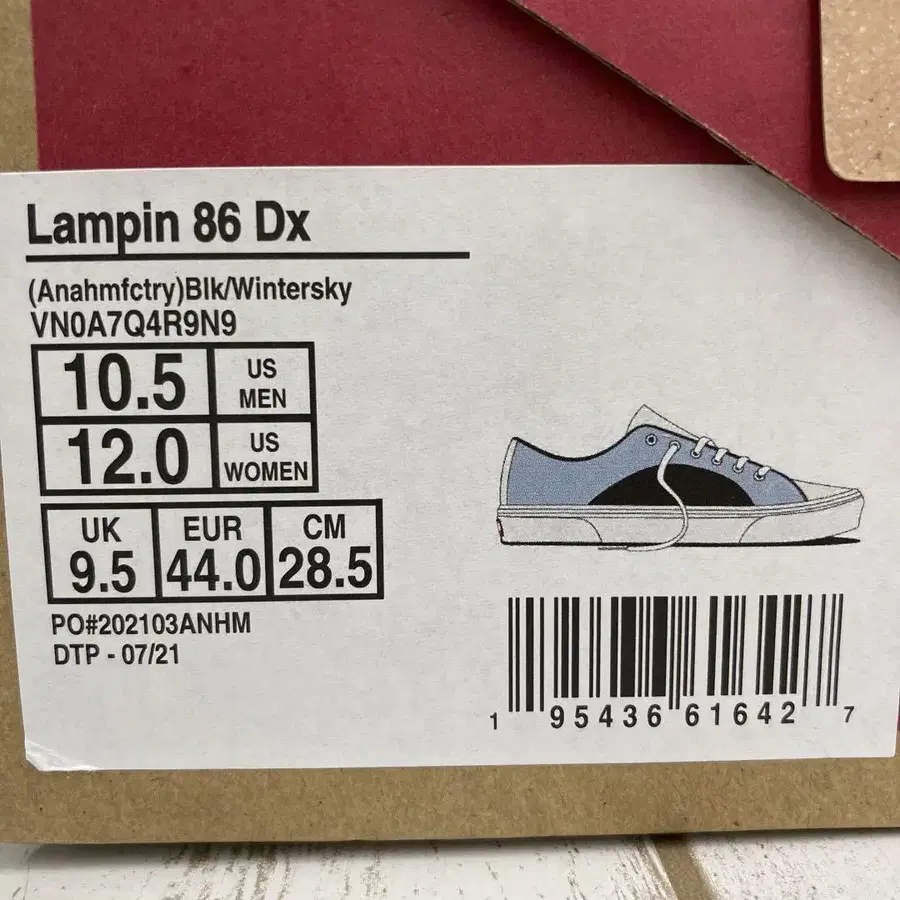 Lampin 86 Dx
(Anahmfctry)Blk/Wintersky
VN0A7Q4R9N9
10.5 US MEN
12.0 US WOMEN
UK EUR CM
9.5 44.0 28.5
PO#202103ANHM
DTP - 07/21
1 95436 61642 7